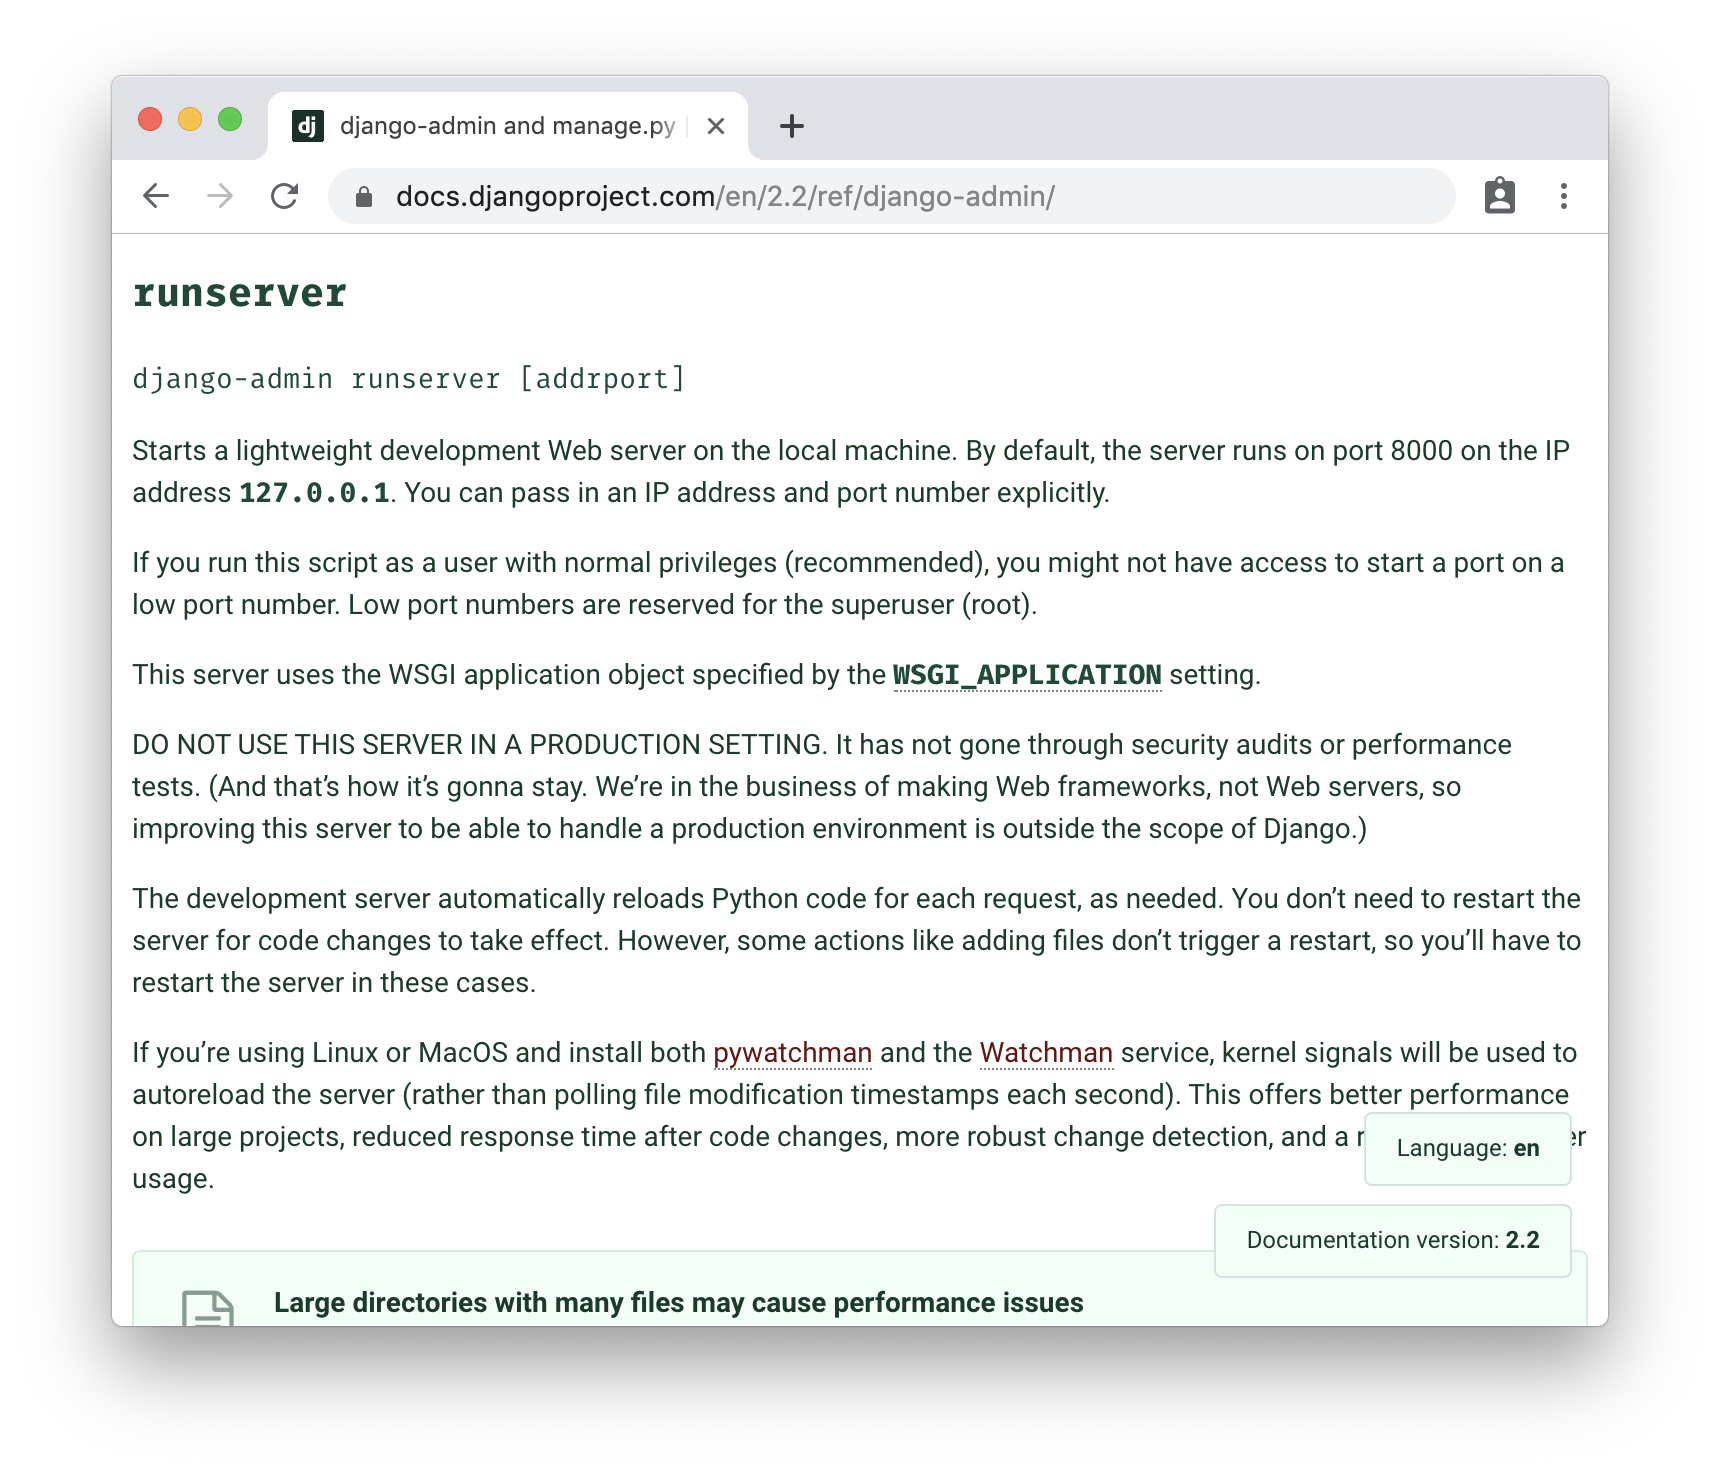 dj django-admin and manage.py
docs.djangoproject.com/en/2.2/ref/django-admin/
runserver
django-admin runserver [addrport]
Starts a lightweight development Web server on the local machine. By default, the server runs on port 8000 on the IP
address 127.0.0.1. You can pass in an IP address and port number explicitly.
If you run this script as a user with normal privileges (recommended), you might not have access to start a port on a
low port number. Low port numbers are reserved for the superuser (root).
This server uses the WSGI application object specified by the WSGI_APPLICATION setting.
DO NOT USE THIS SERVER IN A PRODUCTION SETTING. It has not gone through security audits or performance
tests. (And that’s how it’s gonna stay. We’re in the business of making Web frameworks, not Web servers, so
improving this server to be able to handle a production environment is outside the scope of Django.)
The development server automatically reloads Python code for each request, as needed. You don’t need to restart the
server for code changes to take effect. However, some actions like adding files don’t trigger a restart, so you’ll have to
restart the server in these cases.
If you’re using Linux or MacOS and install both pywatchman and the Watchman service, kernel signals will be used to
autoreload the server (rather than polling file modification timestamps each second). This offers better performance
on large projects, reduced response time after code changes, more robust change detection, and a
usage.
Language: en
Documentation version: 2.2
Large directories with many files may cause performance issues